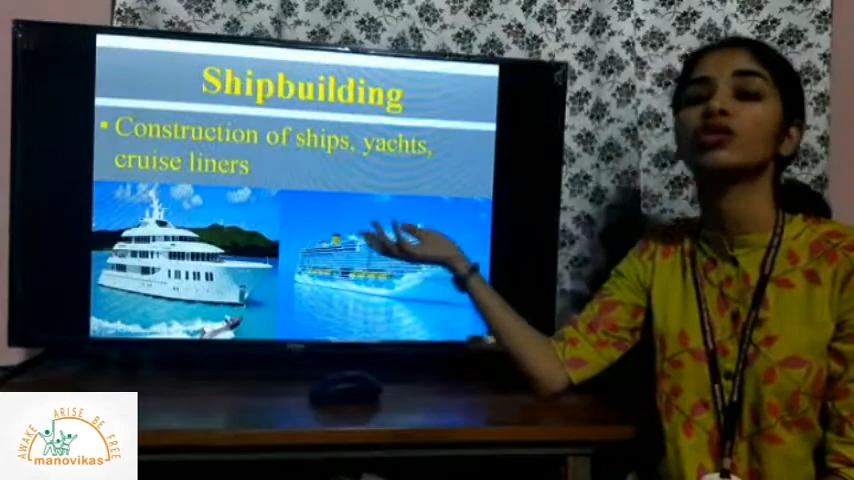 Shipbuilding
▪ Construction of ships, yachts,
cruise liners
AWAKE ARISE BE FREE
manovikas